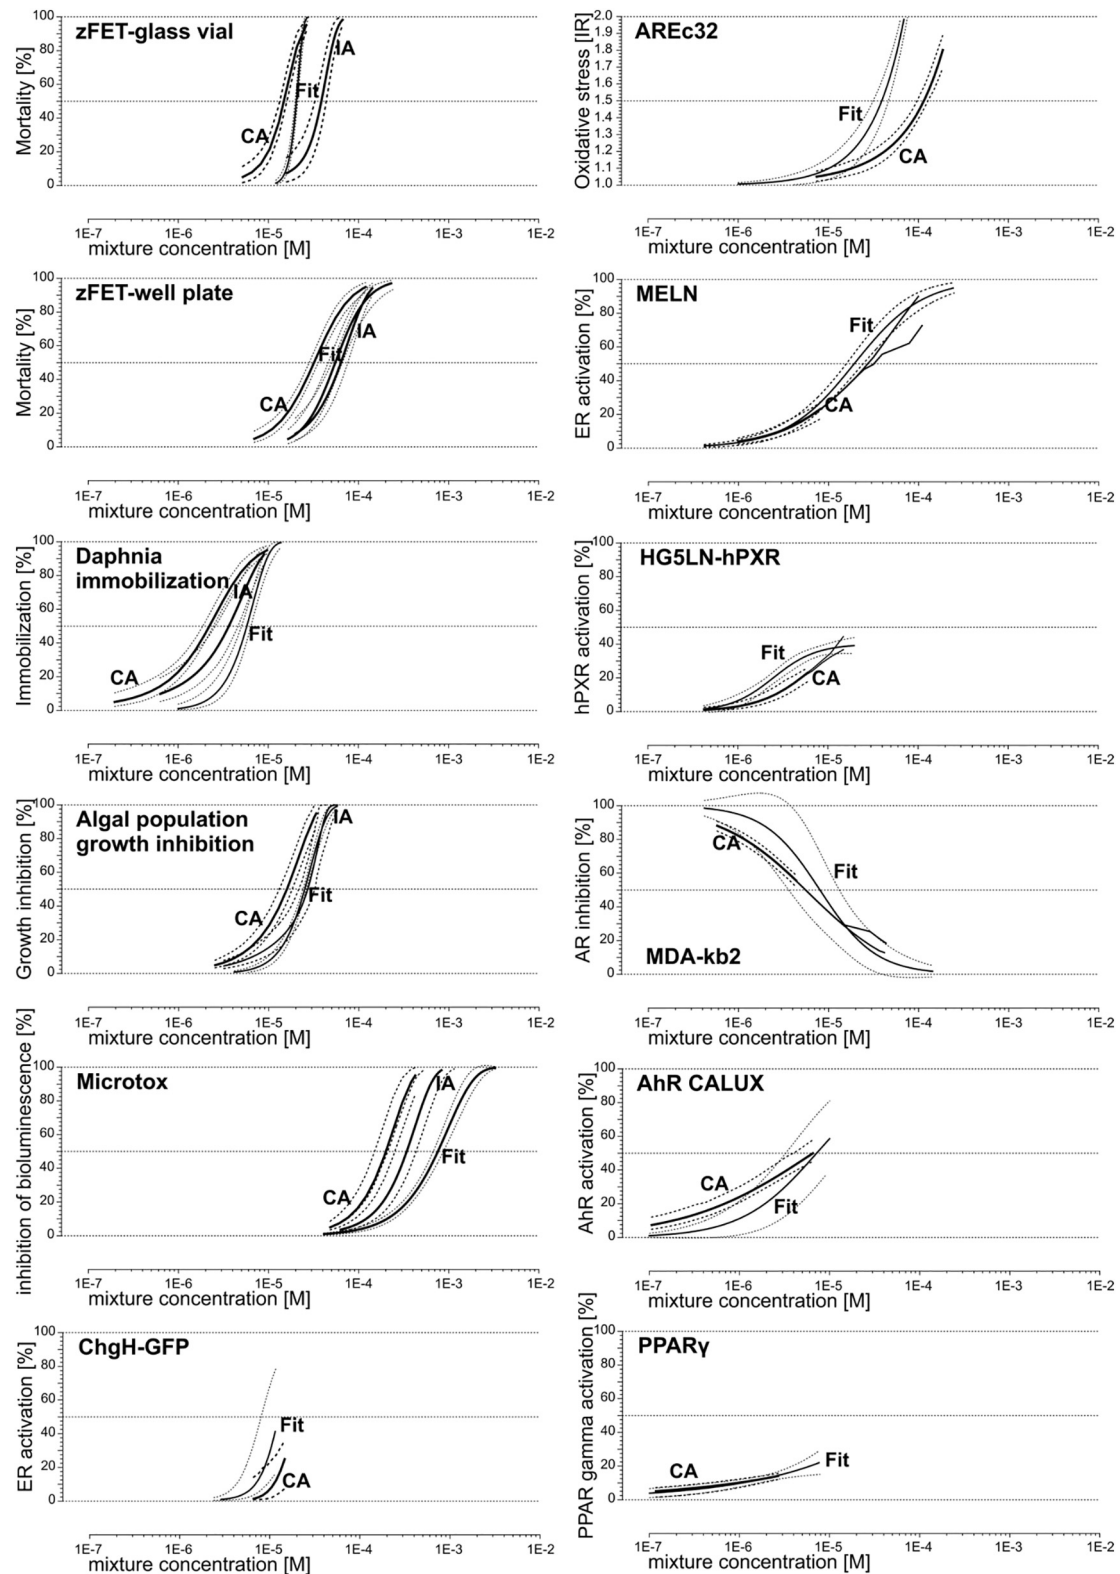 zFET-glass vial
Mortality [%]
100
80
60
40
20
0
CA
Fit
IA
1E-7 1E-6 1E-5 1E-4 1E-3 1E-2
mixture concentration [M]
AREc32
Oxidative stress [IR]
2.0
1.9
1.8
1.7
1.6
1.5
1.4
1.3
1.2
1.1
1.0
Fit
CA
1E-7 1E-6 1E-5 1E-4 1E-3 1E-2
mixture concentration [M]
zFET-well plate
Mortality [%]
100
80
60
40
20
0
CA
Fit
IA
1E-7 1E-6 1E-5 1E-4 1E-3 1E-2
mixture concentration [M]
MELN
ER activation [%]
100
80
60
40
20
0
Fit
CA
1E-7 1E-6 1E-5 1E-4 1E-3 1E-2
mixture concentration [M]
Daphnia
immobilization
Immobilization [%]
100
80
60
40
20
0
CA
IA
Fit
1E-7 1E-6 1E-5 1E-4 1E-3 1E-2
mixture concentration [M]
HG5LN-hPXR
hPXR activation [%]
100
80
60
40
20
0
Fit
CA
1E-7 1E-6 1E-5 1E-4 1E-3 1E-2
mixture concentration [M]
Algal population
growth inhibition
Growth inhibition [%]
100
80
60
40
20
0
CA
IA
Fit
1E-7 1E-6 1E-5 1E-4 1E-3 1E-2
mixture concentration [M]
MDA-kb2
AR inhibition [%]
100
80
60
40
20
0
CA
Fit
1E-7 1E-6 1E-5 1E-4 1E-3 1E-2
mixture concentration [M]
Microtox
inhibition of bioluminescence [%]
100
80
60
40
20
0
CA
IA
Fit
1E-7 1E-6 1E-5 1E-4 1E-3 1E-2
mixture concentration [M]
AhR CALUX
AhR activation [%]
100
80
60
40
20
0
CA
Fit
1E-7 1E-6 1E-5 1E-4 1E-3 1E-2
mixture concentration [M]
ChgH-GFP
ER activation [%]
100
80
60
40
20
0
Fit
CA
1E-7 1E-6 1E-5 1E-4 1E-3 1E-2
mixture concentration [M]
PPARγ
PPAR gamma activation [%]
100
80
60
40
20
0
CA
Fit
1E-7 1E-6 1E-5 1E-4 1E-3 1E-2
mixture concentration [M]